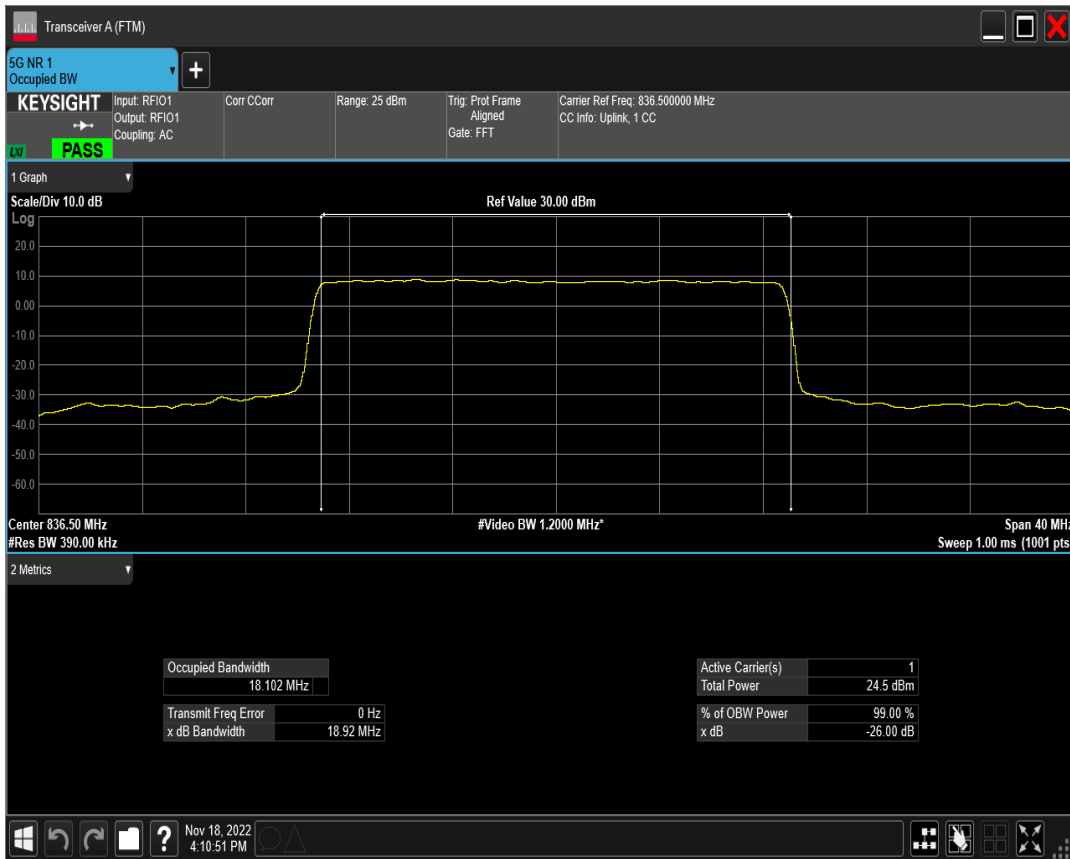 Transceiver A (FTM)
5G NR 1
Occupied BW
KEYSIGHT
LXI
PASS
Input: RFIO1
Output: RFIO1
Coupling: AC
Corr CCorr
Range: 25 dBm
Trig: Prot Frame
Aligned
Gate: FFT
Carrier Ref Freq: 836.500000 MHz
CC Info: Uplink, 1 CC
1 Graph
Scale/Div 10.0 dB
Ref Value 30.00 dBm
Log
20.0
10.0
0.00
-10.0
-20.0
-30.0
-40.0
-50.0
-60.0
Center 836.50 MHz
#Video BW 1.2000 MHz*
Span 40 MHz
#Res BW 390.00 kHz
Sweep 1.00 ms (1001 pts
2 Metrics
Occupied Bandwidth
18.102 MHz
Transmit Freq Error 0 Hz
x dB Bandwidth 18.92 MHz
Active Carrier(s) 1
Total Power 24.5 dBm
% of OBW Power 99.00 %
x dB -26.00 dB
?
Nov 18, 2022
4:10:51 PM